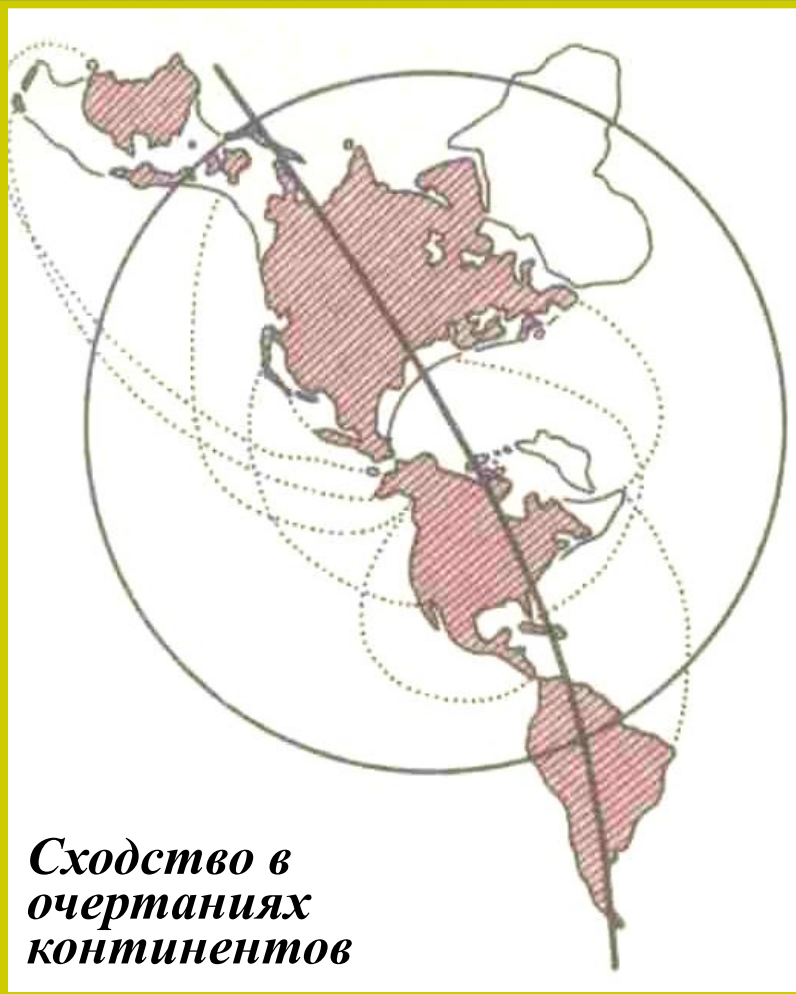 Сходство в
очертаниях
континентов